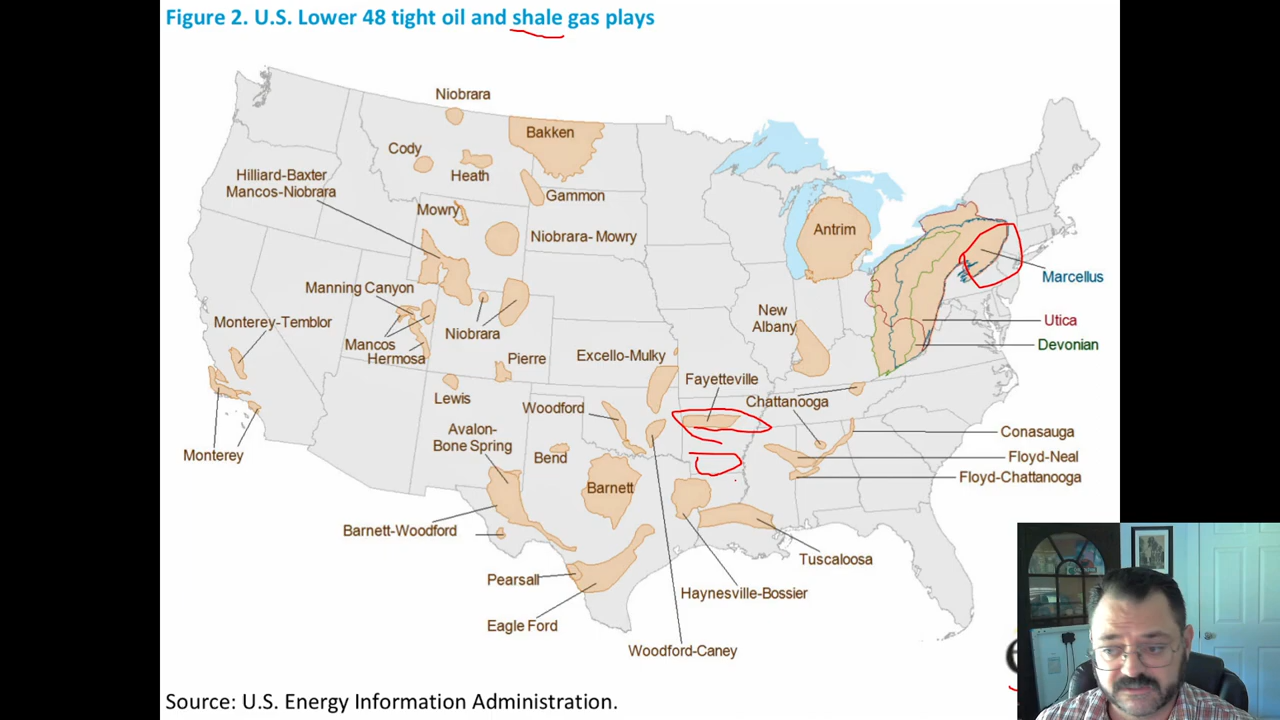 Figure 2. U.S. Lower 48 tight oil and shale gas plays
Niobrara
Bakken
Cody
Heath
Hilliard-Baxter
Mancos-Niobrara
Gammon
Mowry
Niobrara- Mowry
Antrim
Marcellus
Manning Canyon
Monterey-Temblor
Niobrara
New
Albany
Utica
Mancos
Hermosa
Devonian
Pierre
Excello-Mulky
Fayetteville
Lewis
Woodford
Chattanooga
Avalon-
Bone Spring
Conasauga
Monterey
Bend
Floyd-Neal
Barnett
Floyd-Chattanooga
Barnett-Woodford
Tuscaloosa
Pearsall
Haynesville-Bossier
Eagle Ford
Woodford-Caney
Source: U.S. Energy Information Administration.